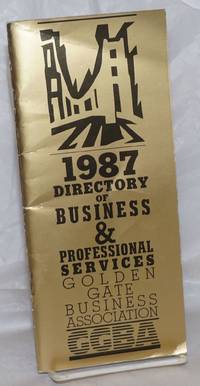 1987
DIRECTORY
OF
BUSINESS
&
PROFESSIONAL
SERVICES
GOLDEN
GATE
BUSINESS
ASSOCIATION
GGBA